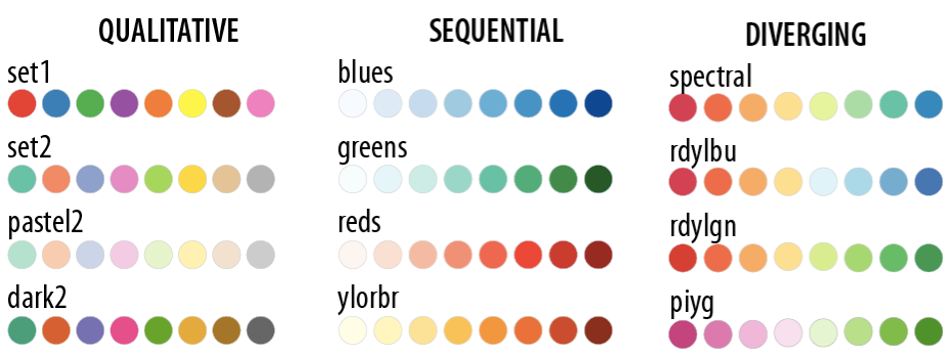 QUALITATIVE
set1
set2
pastel2
dark2
SEQUENTIAL
blues
greens
reds
ylorbr
DIVERGING
spectral
rdylbu
rdylgn
piyg